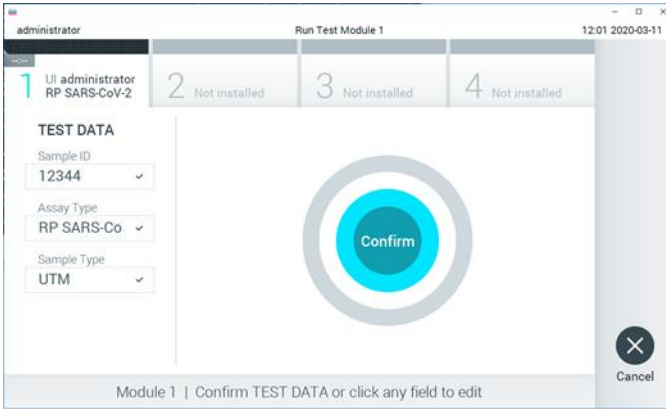 administrator
Run Test Module 1
12:01 2020-03-11
1
UI administrator
RP SARS-CoV-2
2 Not installed
3 Not installed
4 Not installed
TEST DATA
Sample ID
12344
Assay Type
RP SARS-Co
Sample Type
UTM
Confirm
Cancel
Module 1 | Confirm TEST DATA or click any field to edit